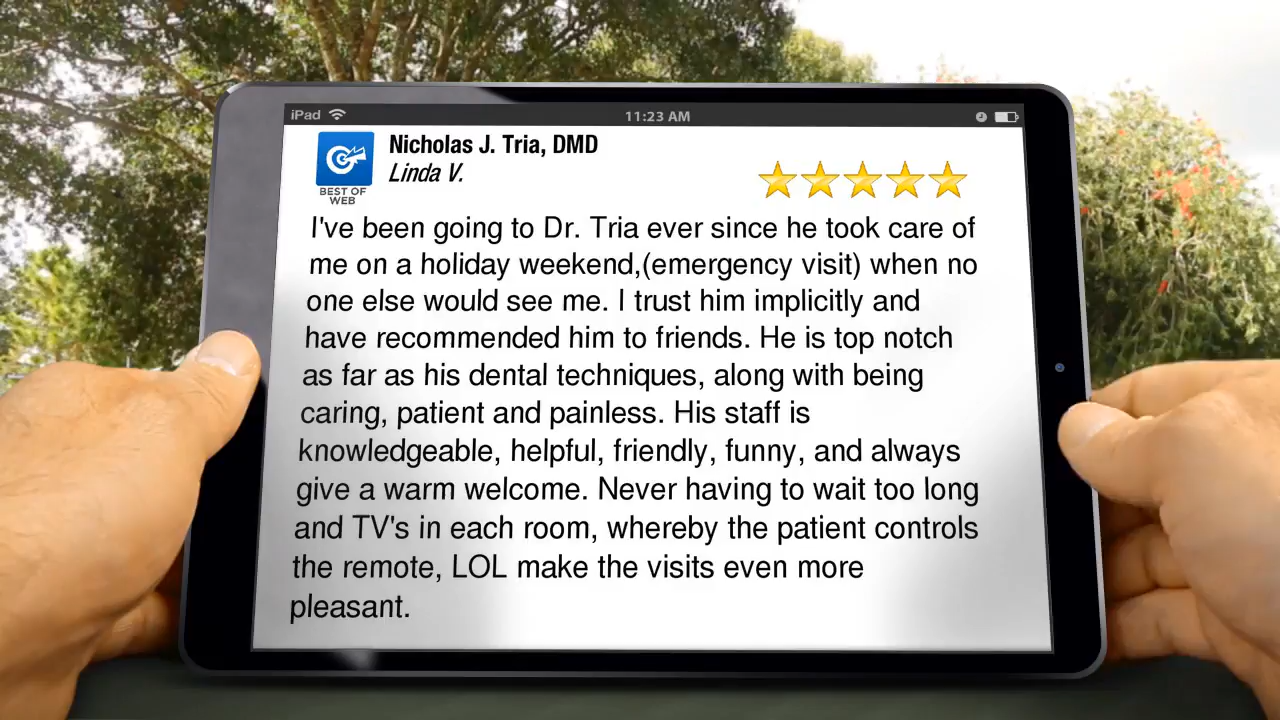 iPad 11:23 AM
Nicholas J. Tria, DMD
Linda V.
BEST OF
WEB
I've been going to Dr. Tria ever since he took care of
me on a holiday weekend,(emergency visit) when no
one else would see me. I trust him implicitly and
have recommended him to friends. He is top notch
as far as his dental techniques, along with being
caring, patient and painless. His staff is
knowledgeable, helpful, friendly, funny, and always
give a warm welcome. Never having to wait too long
and TV's in each room, whereby the patient controls
the remote, LOL make the visits even more
pleasant.